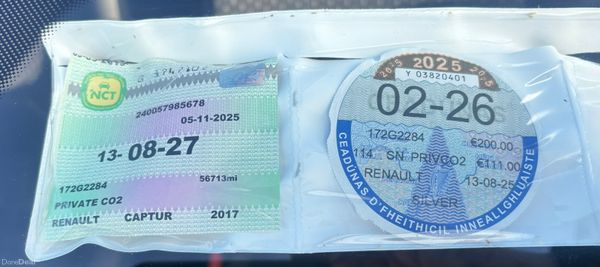 NCT
240057985678
05-11-2025
13- 08-27
172G2284
56713mi
PRIVATE CO2
RENAULT CAPTUR 2017
2025
Y 03820401
02-26
172G2284 €200.00
114 SN PRIVCO2 €111.00
RENAULT 13-08-25
SILVER
CEADÚNAS D'FHEITHICIL INNEALLGHLUAISTE
DoneDeal